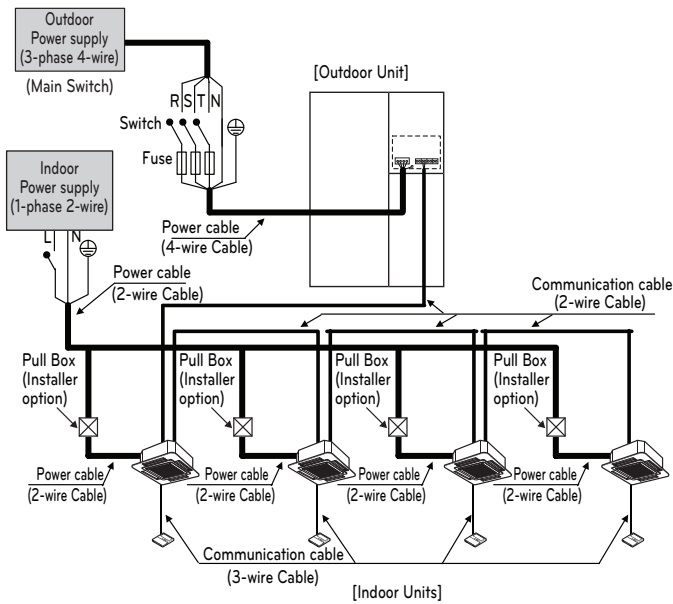 Outdoor
Power supply
(3-phase 4-wire)
(Main Switch)
[Outdoor Unit]
R S T N
Switch
Fuse
Indoor
Power supply
(1-phase 2-wire)
L N
Power cable
(4-wire Cable)
Power cable
(2-wire Cable)
Communication cable
(2-wire Cable)
Pull Box
(Installer
option)
Pull Box
(Installer
option)
Pull Box
(Installer
option)
Pull Box
(Installer
option)
Power cable
(2-wire Cable)
Power cable
(2-wire Cable)
Power cable
(2-wire Cable)
Power cable
(2-wire Cable)
Communication cable
(3-wire Cable)
[Indoor Units]